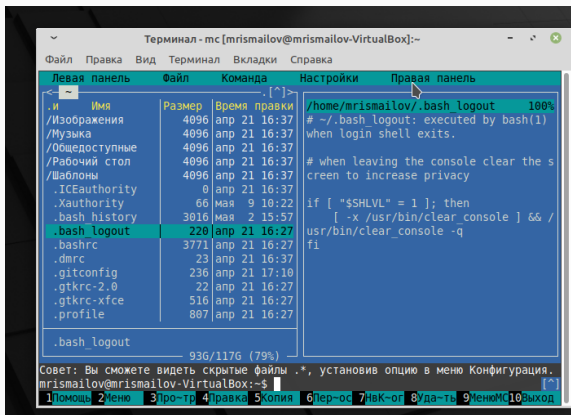 Терминал - mc [mrismailov@mrismailov-VirtualBox]:~
Файл Правка Вид Терминал Вкладки Справка
Левая панель Файл Команда Настройки Правая панель
<─ ~ ─.[^]>
.и Имя Размер Время правки
/Изображения 4096 апр 21 16:37
/Музыка 4096 апр 21 16:37
/Общедоступные 4096 апр 21 16:37
/Рабочий стол 4096 апр 21 16:37
/Шаблоны 4096 апр 21 16:37
.ICEauthority 0 апр 21 16:37
.Xauthority 66 мая 9 10:22
.bash_history 3016 мая 2 15:57
.bash_logout 220 апр 21 16:27
.bashrc 3771 апр 21 16:27
.dmrc 23 апр 21 16:37
.gitconfig 236 апр 21 17:10
.gtkrc-2.0 22 апр 21 16:27
.gtkrc-xfce 516 апр 21 16:27
.profile 807 апр 21 16:27
.bash_logout
93G/117G (79%)
/home/mrismailov/.bash_logout 100%
# ~/.bash_logout: executed by bash(1)
when login shell exits.
# when leaving the console clear the s
creen to increase privacy
if [ "$SHLVL" = 1 ]; then
[ -x /usr/bin/clear_console ] && /
usr/bin/clear_console -q
fi
Совет: Вы сможете видеть скрытые файлы .*, установив опцию в меню Конфигурация.
mrismailov@mrismailov-VirtualBox:~$ [^]
1Помощь 2Меню 3Про~тр 4Правка 5Копия 6Пер~ос 7НвК~ог 8Уда~ть 9МенюMC 10Выход